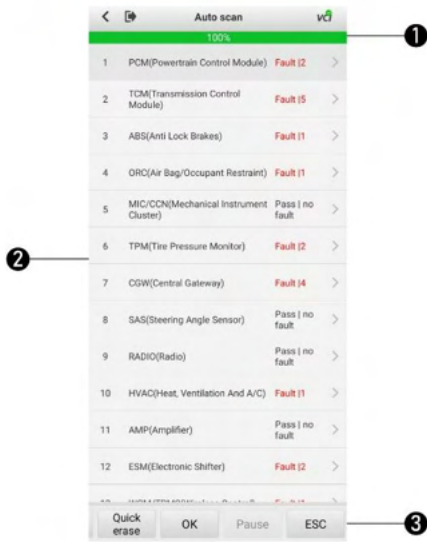 Auto scan
VCI
100%
1
1 PCM(Powertrain Control Module) Fault |2
2 TCM(Transmission Control
Module) Fault |5
3 ABS(Anti Lock Brakes) Fault |1
4 ORC(Air Bag/Occupant Restraint) Fault |1
5 MIC/CCN(Mechanical Instrument
Cluster) Pass | no
fault
6 TPM(Tire Pressure Monitor) Fault |2
2
7 CGW(Central Gateway) Fault |4
8 SAS(Steering Angle Sensor) Pass | no
fault
9 RADIO(Radio) Pass | no
fault
10 HVAC(Heat, Ventilation And A/C) Fault |1
11 AMP(Amplifier) Pass | no
fault
12 ESM(Electronic Shifter) Fault |2
Quick
erase OK Pause ESC
3